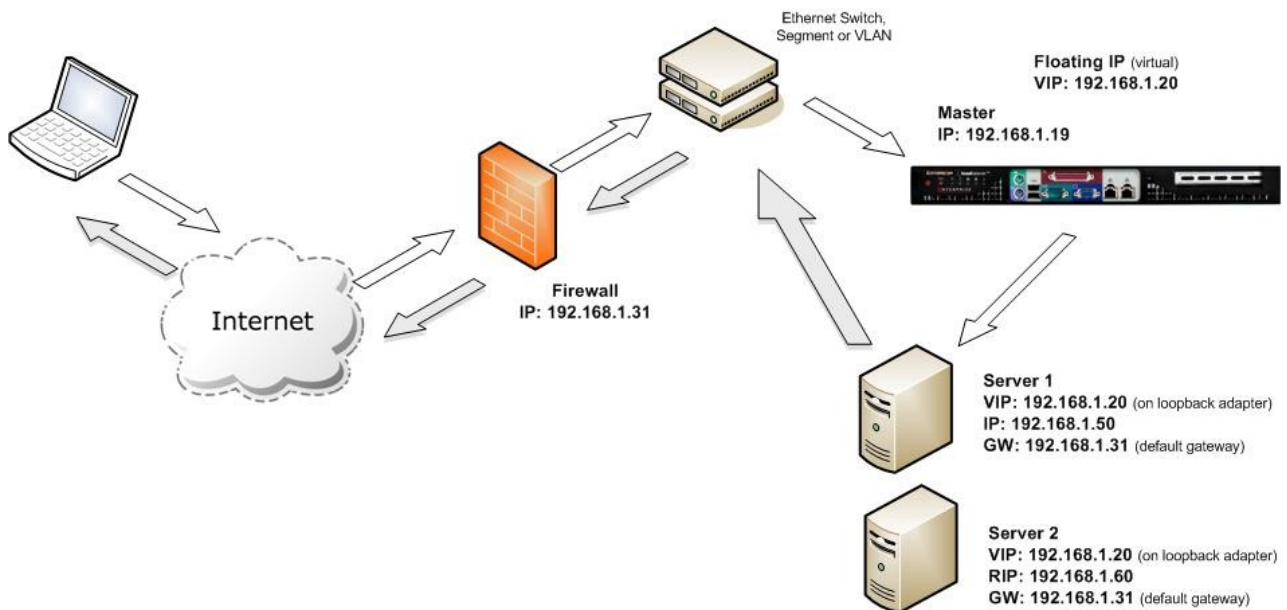 Ethernet Switch,
Segment or VLAN
Floating IP (virtual)
VIP: 192.168.1.20
Master
IP: 192.168.1.19
Firewall
IP: 192.168.1.31
Internet
Server 1
VIP: 192.168.1.20 (on loopback adapter)
IP: 192.168.1.50
GW: 192.168.1.31 (default gateway)
Server 2
VIP: 192.168.1.20 (on loopback adapter)
RIP: 192.168.1.60
GW: 192.168.1.31 (default gateway)